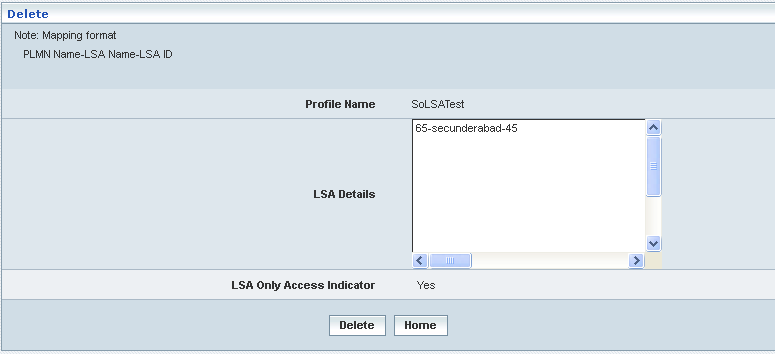 Delete
Note: Mapping format
PLMN Name-LSA Name-LSA ID
Profile Name SoLSATest
LSA Details 65-secunderabad-45
LSA Only Access Indicator Yes
Delete Home